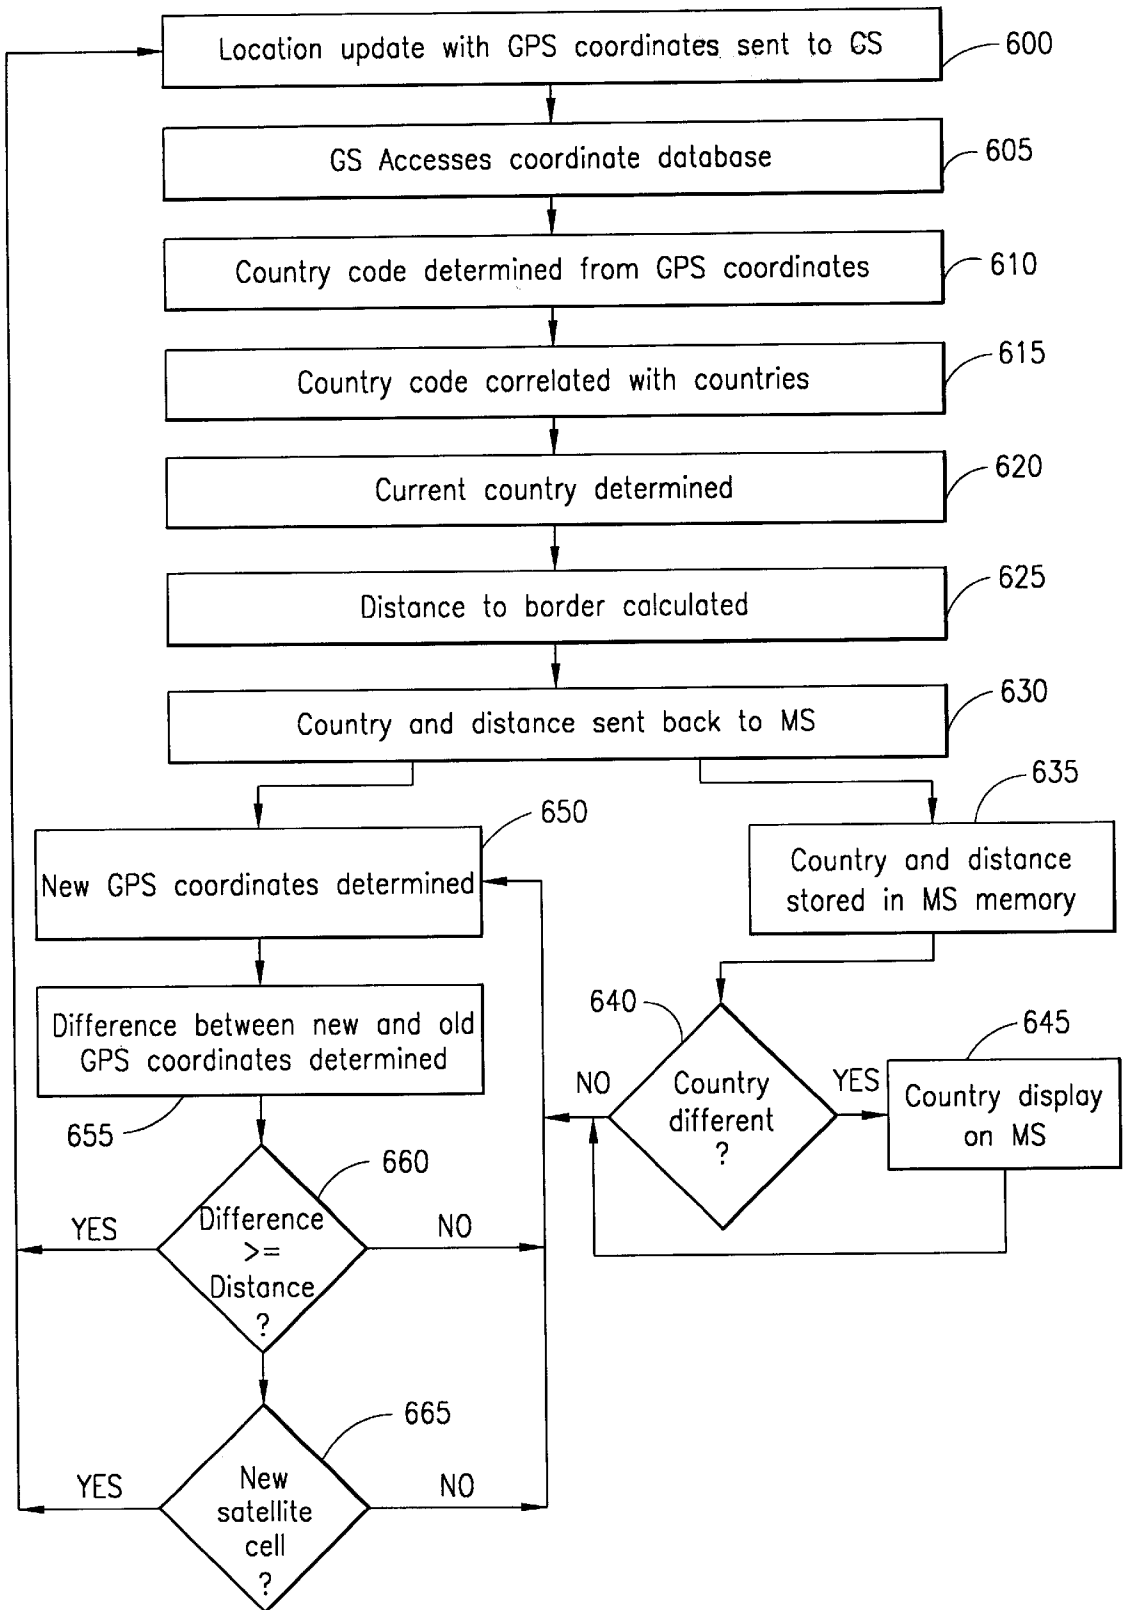 Location update with GPS coordinates sent to GS
600
GS Accesses coordinate database
605
Country code determined from GPS coordinates
610
Country code correlated with countries
615
Current country determined
620
Distance to border calculated
625
Country and distance sent back to MS
630
650
635
New GPS coordinates determined
Country and distance
stored in MS memory
Difference between new and old
GPS coordinates determined
655
640
Country
different
?
NO
YES
645
Country display
on MS
660
Difference
>=
Distance
?
YES
NO
665
New
satellite
cell
?
YES
NO